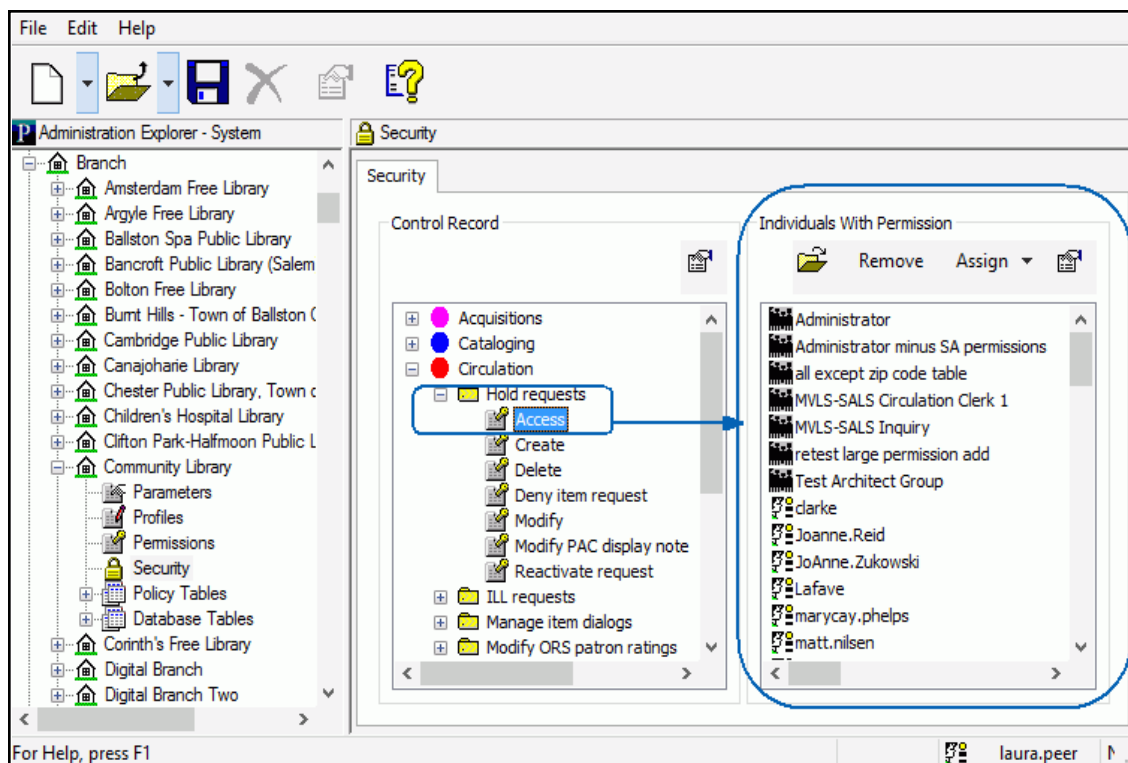 File Edit Help
Administration Explorer - System
Branch
Amsterdam Free Library
Argyle Free Library
Ballston Spa Public Library
Bancroft Public Library (Salem
Bolton Free Library
Burnt Hills - Town of Ballston C
Cambridge Public Library
Canajoharie Library
Chester Public Library, Town o
Children's Hospital Library
Clifton Park-Halfmoon Public L
Community Library
Parameters
Profiles
Permissions
Security
Policy Tables
Database Tables
Corinth's Free Library
Digital Branch
Digital Branch Two
Security
Security
Control Record
Acquisitions
Cataloging
Circulation
Hold requests
Access
Create
Delete
Deny item request
Modify
Modify PAC display note
Reactivate request
ILL requests
Manage item dialogs
Modify ORS patron ratings
Individuals With Permission
Remove Assign
Administrator
Administrator minus SA permissions
all except zip code table
MVLS-SALS Circulation Clerk 1
MVLS-SALS Inquiry
retest large permission add
Test Architect Group
clarke
Joanne.Reid
JoAnne.Zukowski
Lafave
marycay.phelps
matt.nilsen
For Help, press F1
laura.peer